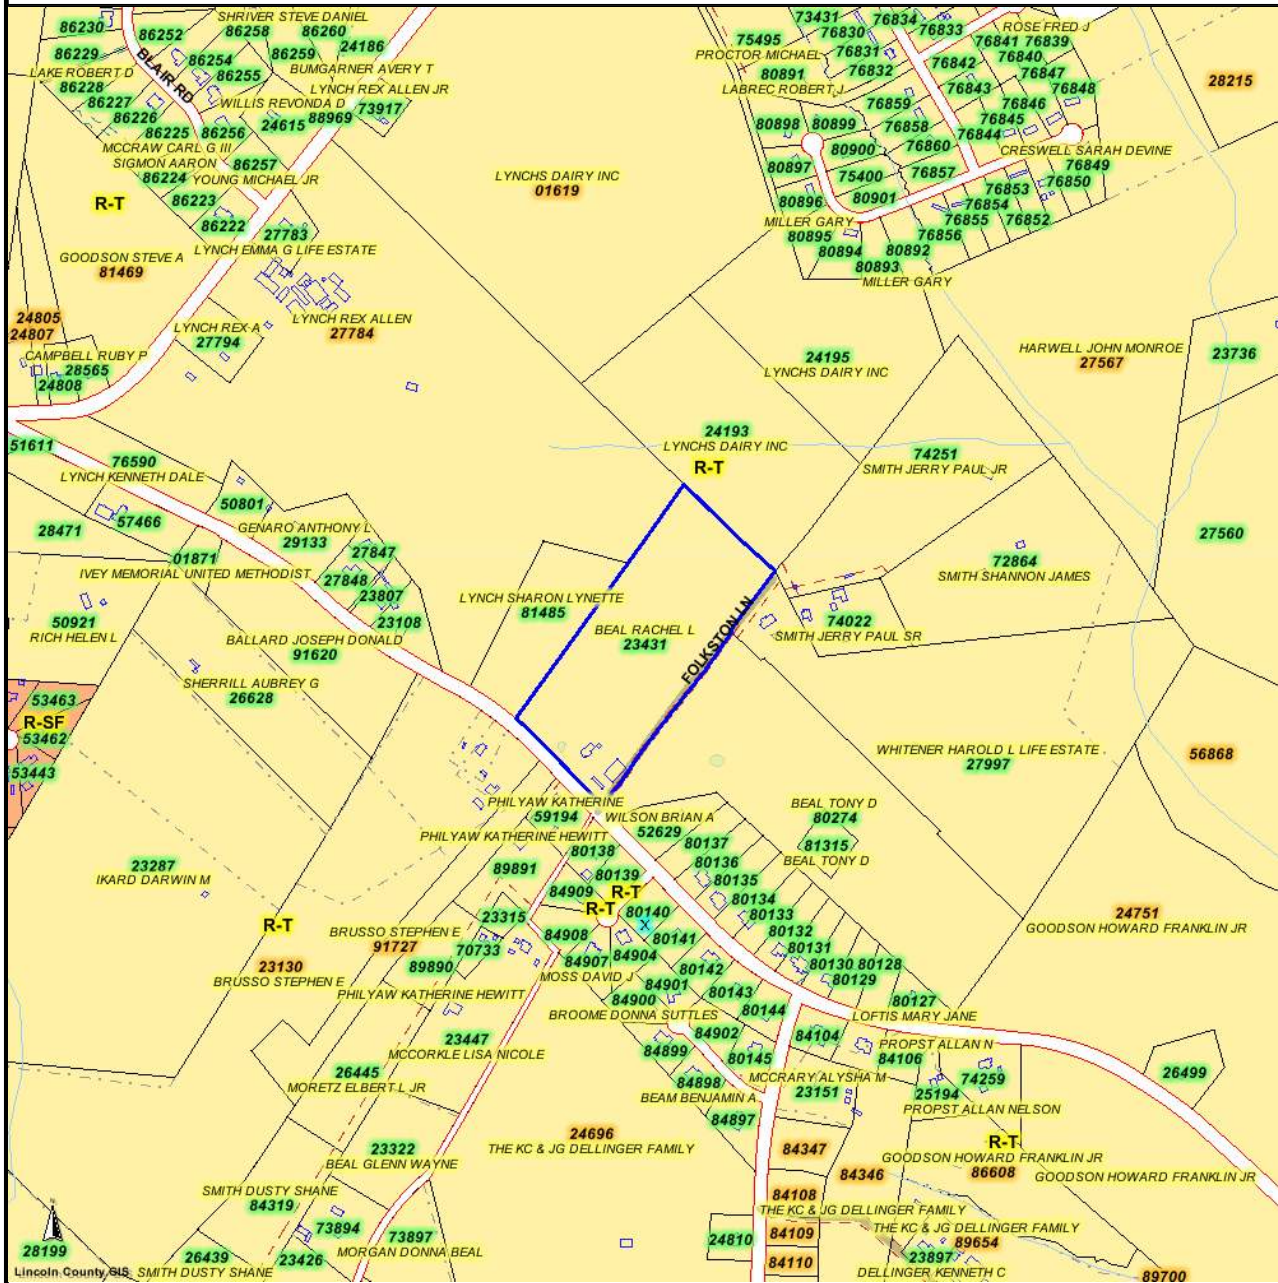 SHRIVER STEVE DANIEL
86230
86252
86258
86260
86229
86254
86259
24186
BLAIR RD
LAKE ROBERT D
86255
BUMGARNER AVERY T
86228
LYNCH REX ALLEN JR
86227
WILLIS REVONDA D
73917
86226
88969
24615
86225
86256
MCCRAW CARL G III
SIGMON AARON
86257
86224
YOUNG MICHAEL JR
R-T
86223
86222
27783
LYNCH EMMA G LIFE ESTATE
GOODSON STEVE A
81469
24805
24807
LYNCH REX A
27794
LYNCH REX ALLEN
27784
CAMPBELL RUBY P
28565
24808
LYNCHS DAIRY INC
01619
73431
76834
76833
ROSE FRED J
75495
76830
PROCTOR MICHAEL
76831
76841
76839
76840
80891
76832
76842
76847
LABREC ROBERT J
76843
76848
28215
76859
76846
76845
80898
80899
76858
76844
80900
76860
CRESWELL SARAH DEVINE
80897
75400
76857
76849
80896
80901
76853
76850
MILLER GARY
76854
76855
76852
80895
76856
80894
80892
80893
MILLER GARY
24195
LYNCHS DAIRY INC
HARWELL JOHN MONROE
27567
23736
24193
LYNCHS DAIRY INC
R-T
74251
SMITH JERRY PAUL JR
27560
72864
SMITH SHANNON JAMES
51611
76590
LYNCH KENNETH DALE
50801
28471
57466
GENARO ANTHONY L
29133
01871
27847
IVEY MEMORIAL UNITED METHODIST
27848
23807
23108
50921
RICH HELEN L
BALLARD JOSEPH DONALD
91620
SHERRILL AUBREY G
26628
LYNCH SHARON LYNETTE
81485
BEAL RACHEL L
23431
FOLKSTON LN
74022
SMITH JERRY PAUL SR
53463
R-SF
53462
53443
WHITENER HAROLD L LIFE ESTATE
27997
56868
PHILYAW KATHERINE
59194
WILSON BRIAN A
52629
PHILYAW KATHERINE HEWITT
BEAL TONY D
80274
81315
BEAL TONY D
80138
80137
80136
80139
80135
89891
84909
R-T
80134
R-T
80140
X
80133
23287
IKARD DARWIN M
24751
GOODSON HOWARD FRANKLIN JR
R-T
23315
BRUSSO STEPHEN E
91727
70733
84908
80141
80132
80131
84904
84907
80130
80128
23130
BRUSSO STEPHEN E
89890
MOSS DAVID J
80142
80129
PHILYAW KATHERINE HEWITT
84901
80143
84900
80127
BROOME DONNA SUTTLES
80144
LOFTIS MARY JANE
84902
84104
23447
MCCORKLE LISA NICOLE
84899
80145
PROPST ALLAN N
84106
26445
MORETZ ELBERT L JR
84898
MCCRARY ALYSHA M
23151
74259
25194
26499
BEAM BENJAMIN A
84897
PROPST ALLAN NELSON
24696
THE KC & JG DELLINGER FAMILY
84347
R-T
GOODSON HOWARD FRANKLIN JR
86608
GOODSON HOWARD FRANKLIN JR
23322
BEAL GLENN WAYNE
84346
SMITH DUSTY SHANE
84319
84108
THE KC & JG DELLINGER FAMILY
73894
THE KC & JG DELLINGER FAMILY
89654
28199
26439
23426
73897
MORGAN DONNA BEAL
24810
84109
23897
84110
DELLINGER KENNETH C
89700
Lincoln County GIS
SMITH DUSTY SHANE